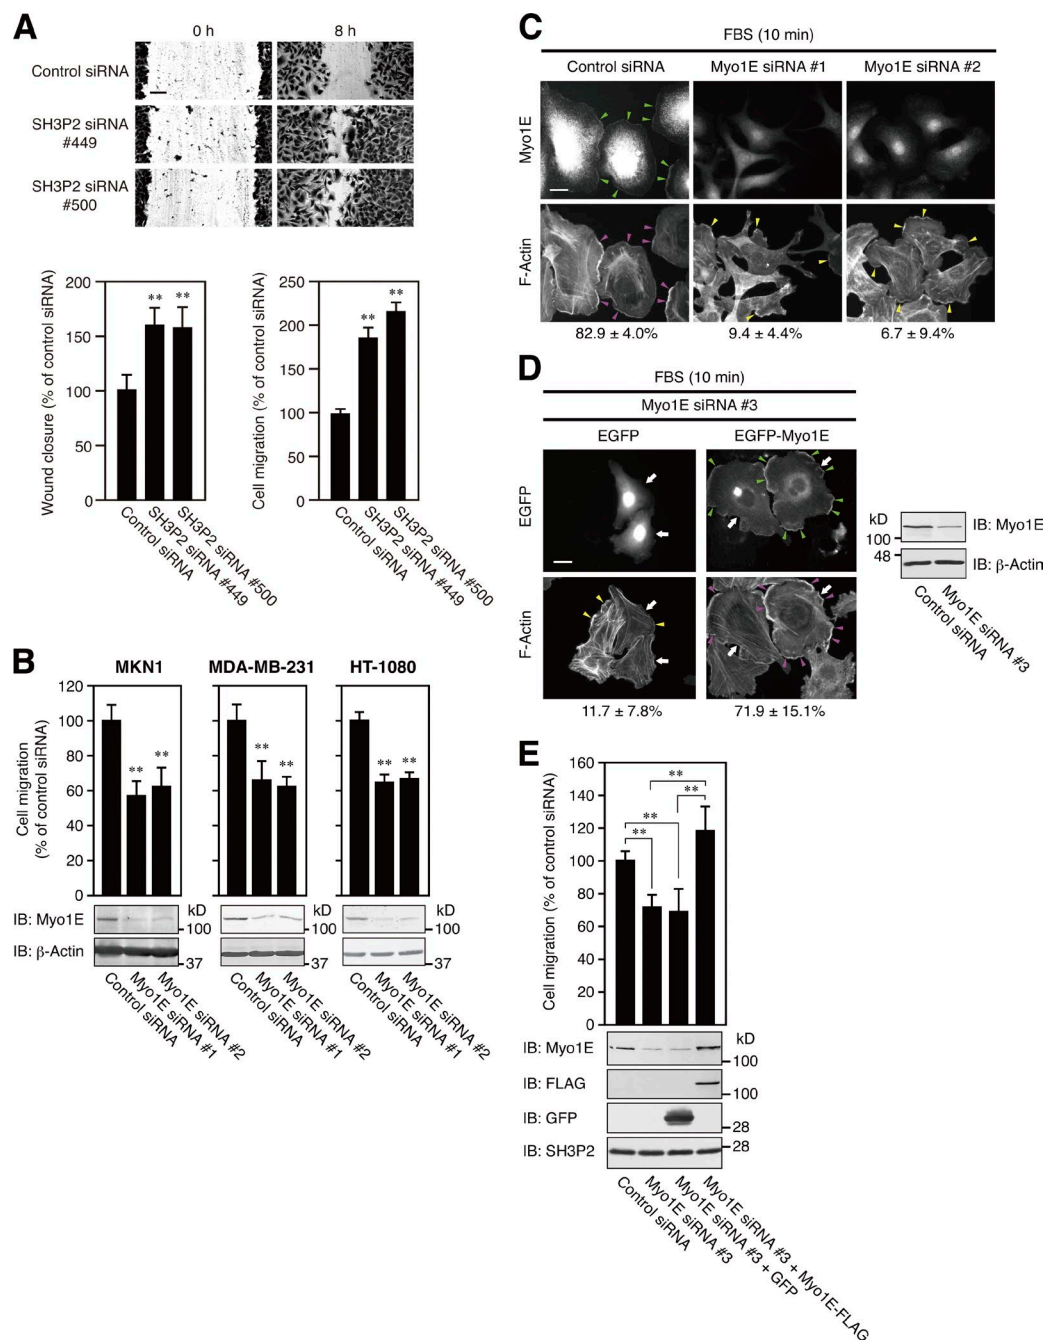 A
0 h
8 h
Control siRNA
SH3P2 siRNA
#449
SH3P2 siRNA
#500
Wound closure (% of control siRNA)
200
150
100
50
0
**
**
Control siRNA
SH3P2 siRNA #449
SH3P2 siRNA #500
Cell migration (% of control siRNA)
250
200
150
100
50
0
**
**
Control siRNA
SH3P2 siRNA #449
SH3P2 siRNA #500
B
MKN1
MDA-MB-231
HT-1080
Cell migration
(% of control siRNA)
120
100
80
60
40
20
0
**
**
**
**
**
**
IB: Myo1E
kD
100
kD
100
kD
100
IB: β-Actin
37
37
37
Control siRNA
Myo1E siRNA #1
Myo1E siRNA #2
Control siRNA
Myo1E siRNA #1
Myo1E siRNA #2
Control siRNA
Myo1E siRNA #1
Myo1E siRNA #2
C
FBS (10 min)
Control siRNA
Myo1E siRNA #1
Myo1E siRNA #2
Myo1E
F-Actin
82.9 ± 4.0%
9.4 ± 4.4%
6.7 ± 9.4%
D
FBS (10 min)
Myo1E siRNA #3
EGFP
EGFP-Myo1E
EGFP
F-Actin
11.7 ± 7.8%
71.9 ± 15.1%
kD
100
48
IB: Myo1E
IB: β-Actin
Control siRNA
Myo1E siRNA #3
E
Cell migration (% of control siRNA)
160
140
120
100
80
60
40
20
0
**
**
**
**
IB: Myo1E
kD
100
IB: FLAG
100
IB: GFP
28
IB: SH3P2
28
Control siRNA
Myo1E siRNA #3
Myo1E siRNA #3 + GFP
Myo1E siRNA #3 + Myo1E-FLAG